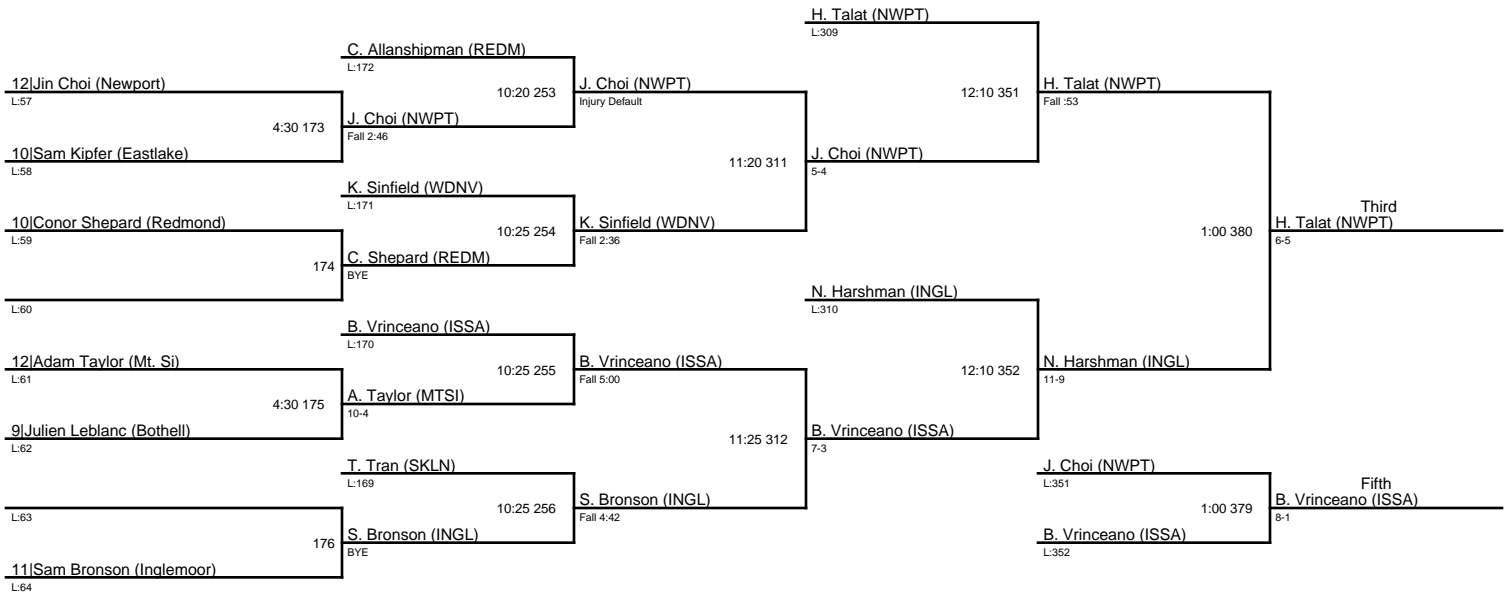 H. Talat (NWPT)
L:309
C. Allanshipman (REDM)
L:172
12|Jin Choi (Newport)
L:57
10:20 253
J. Choi (NWPT)
Injury Default
12:10 351
H. Talat (NWPT)
Fall :53
4:30 173
J. Choi (NWPT)
Fall 2:46
10|Sam Kipfer (Eastlake)
L:58
11:20 311
J. Choi (NWPT)
5-4
K. Sinfield (WDNV)
L:171
10|Conor Shepard (Redmond)
L:59
10:25 254
K. Sinfield (WDNV)
Fall 2:36
1:00 380
Third
H. Talat (NWPT)
6-5
174
C. Shepard (REDM)
BYE
L:60
N. Harshman (INGL)
L:310
B. Vrinceano (ISSA)
L:170
12|Adam Taylor (Mt. Si)
L:61
10:25 255
B. Vrinceano (ISSA)
Fall 5:00
12:10 352
N. Harshman (INGL)
11-9
4:30 175
A. Taylor (MTSI)
10-4
9|Julien Leblanc (Bothell)
L:62
11:25 312
B. Vrinceano (ISSA)
7-3
T. Tran (SKLN)
L:169
J. Choi (NWPT)
L:351
L:63
10:25 256
S. Bronson (INGL)
Fall 4:42
1:00 379
Fifth
B. Vrinceano (ISSA)
8-1
176
S. Bronson (INGL)
BYE
B. Vrinceano (ISSA)
L:352
11|Sam Bronson (Inglemoor)
L:64